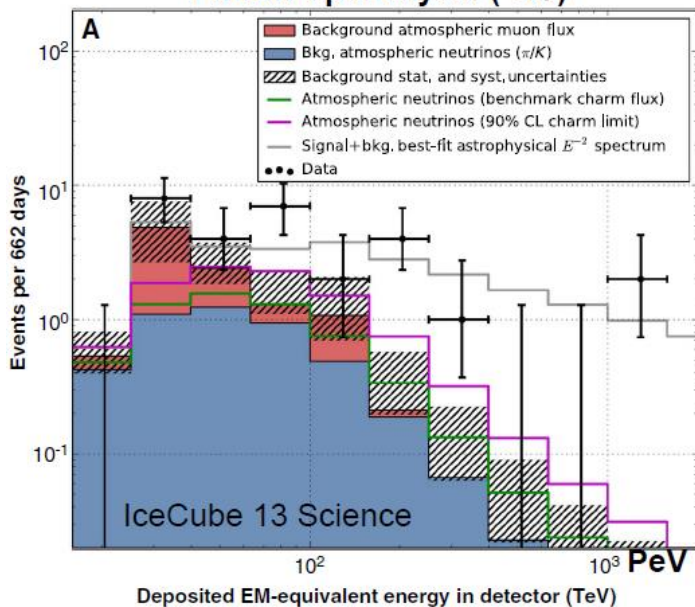 A
Background atmospheric muon flux
Bkg. atmospheric neutrinos (π/K)
Background stat. and syst. uncertainties
Atmospheric neutrinos (benchmark charm flux)
Atmospheric neutrinos (90% CL charm limit)
Signal+bkg. best-fit astrophysical E⁻² spectrum
Data
10²
10¹
10⁰
10⁻¹
Events per 662 days
IceCube 13 Science
10²
10³
PeV
Deposited EM-equivalent energy in detector (TeV)